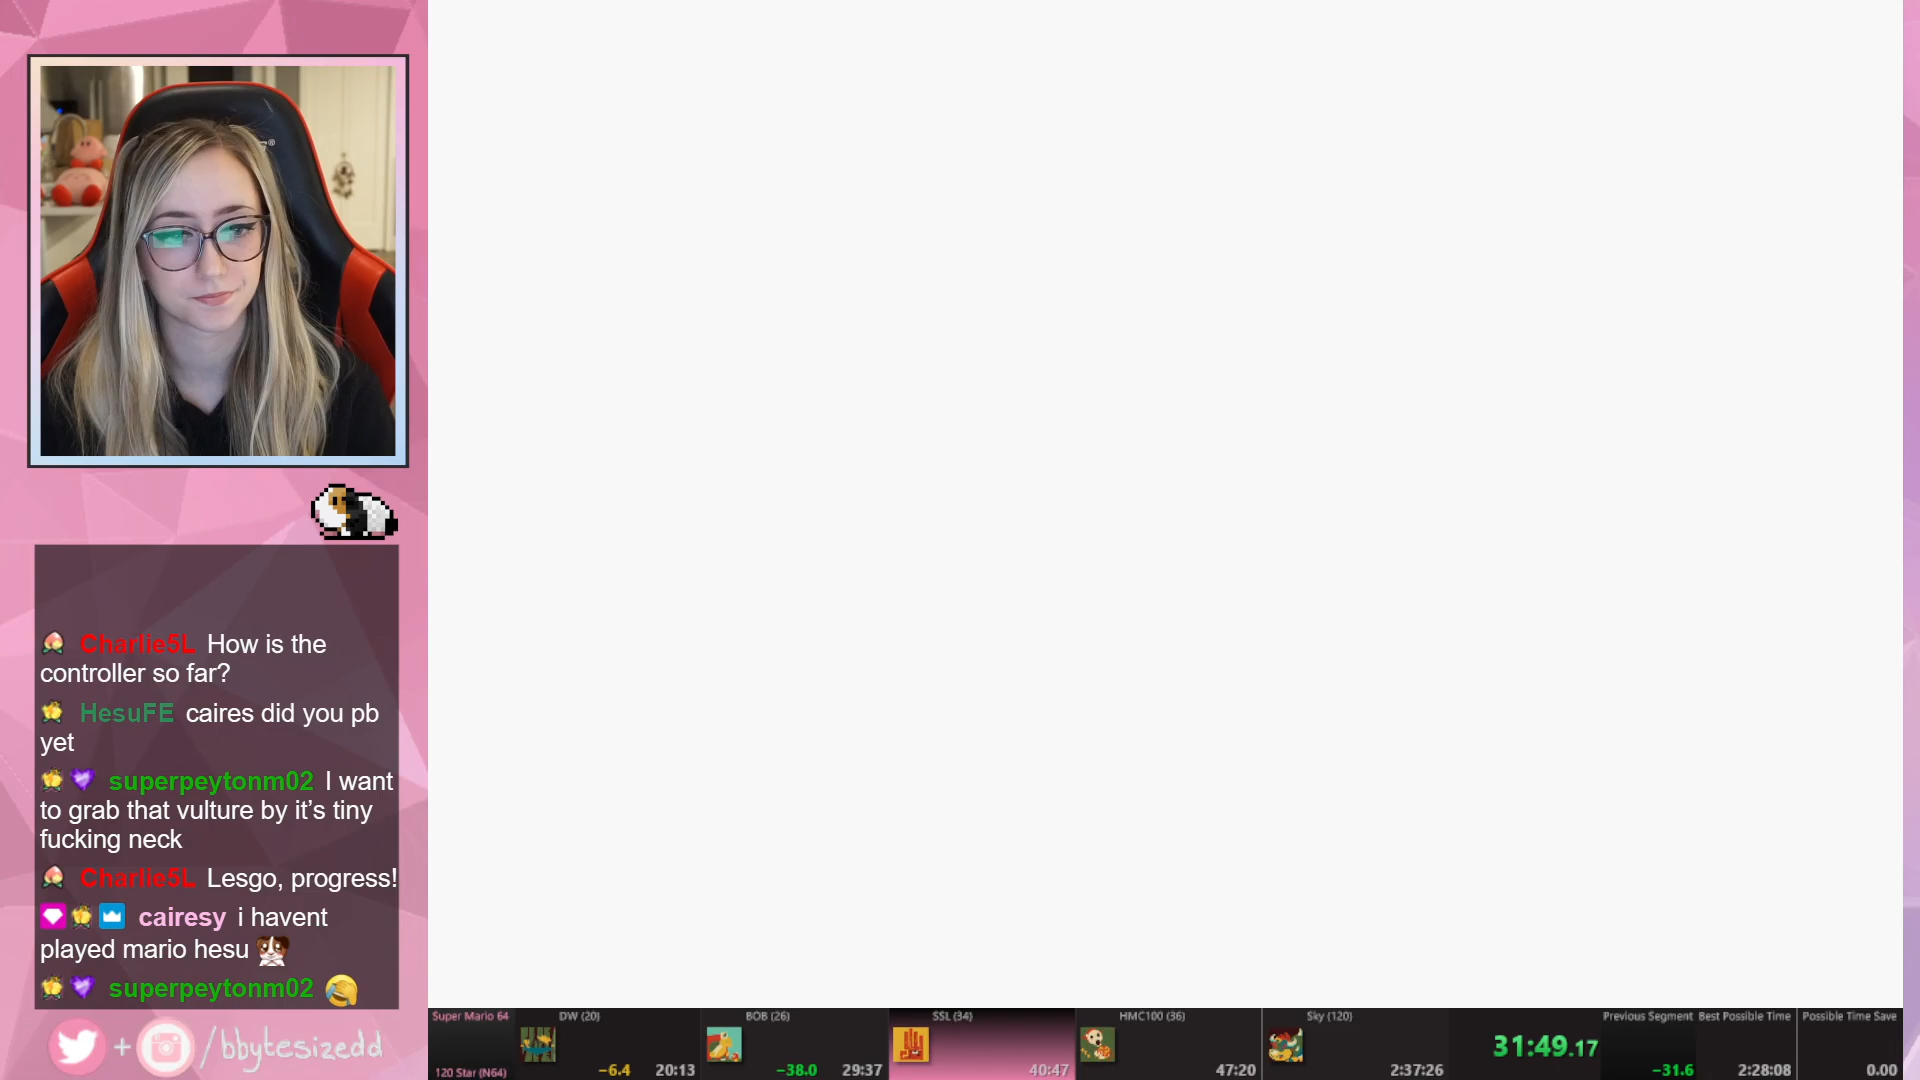 Charlie5L How is the
controller so far?
HesuFE caires did you pb
yet
superpeytonm02 I want
to grab that vulture by it’s tiny
fucking neck
Charlie5L Lesgo, progress!
cairesy i havent
played mario hesu
superpeytonm02
+ /bbytesizedd
Super Mario 64
120 Star (N64)
DW (20)
-6.4 20:13
BOB (26)
-38.0 29:37
SSL (34)
40:47
HMC100 (36)
47:20
Sky (120)
2:37:26
31:49.17
Previous Segment
-31.6
Best Possible Time
2:28:08
Possible Time Save
0.00